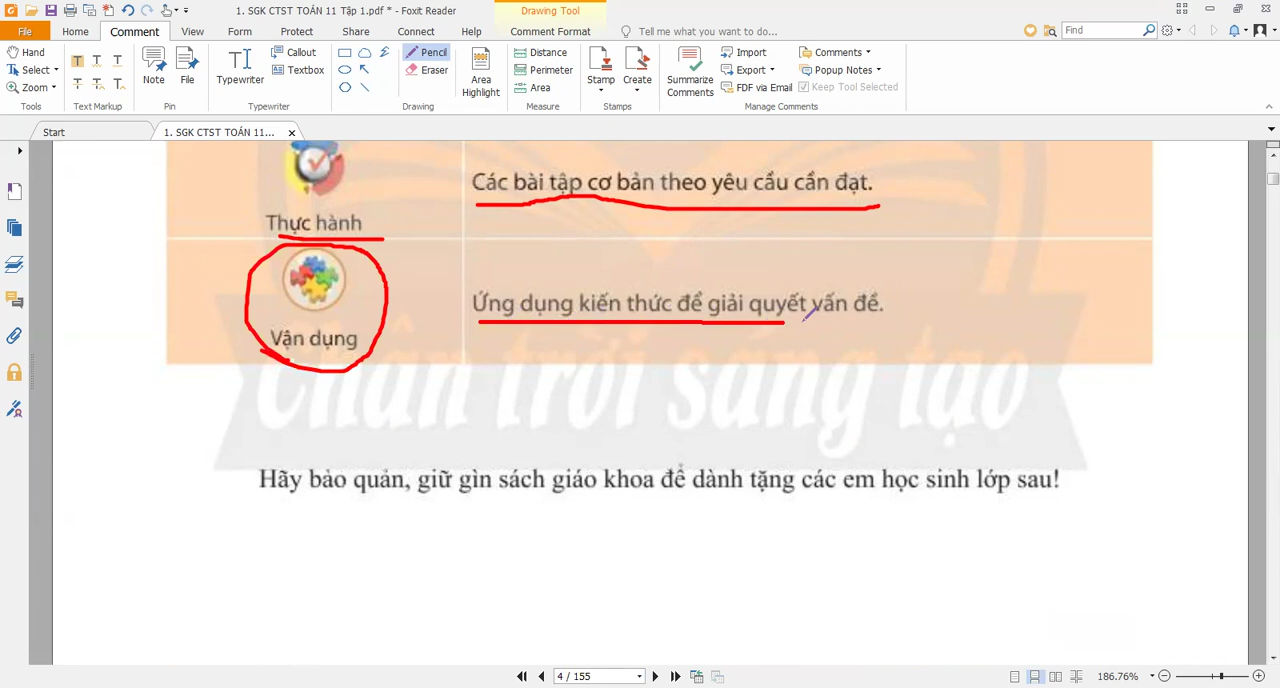 1. SGK CTST TOÁN 11 Tập 1.pdf * - Foxit Reader
Drawing Tool
File Home Comment View Form Protect Share Connect Help Comment Format Tell me what you want to do... Find
Hand
Select
Zoom
Tools
Text Markup
Note
File
Pin
Typewriter
Callout
Textbox
Typewriter
Pencil
Eraser
Drawing
Area
Highlight
Distance
Perimeter
Area
Measure
Stamp
Create
Stamps
Summarize
Comments
Import
Export
FDF via Email
Comments
Popup Notes
Keep Tool Selected
Manage Comments
Start
1. SGK CTST TOÁN 11...
Các bài tập cơ bản theo yêu cầu cần đạt.
Thực hành
Ứng dụng kiến thức để giải quyết vấn đề.
Vận dụng
Chân trời sáng tạo
Hãy bảo quản, giữ gìn sách giáo khoa để dành tặng các em học sinh lớp sau!
4 / 155
186.76%